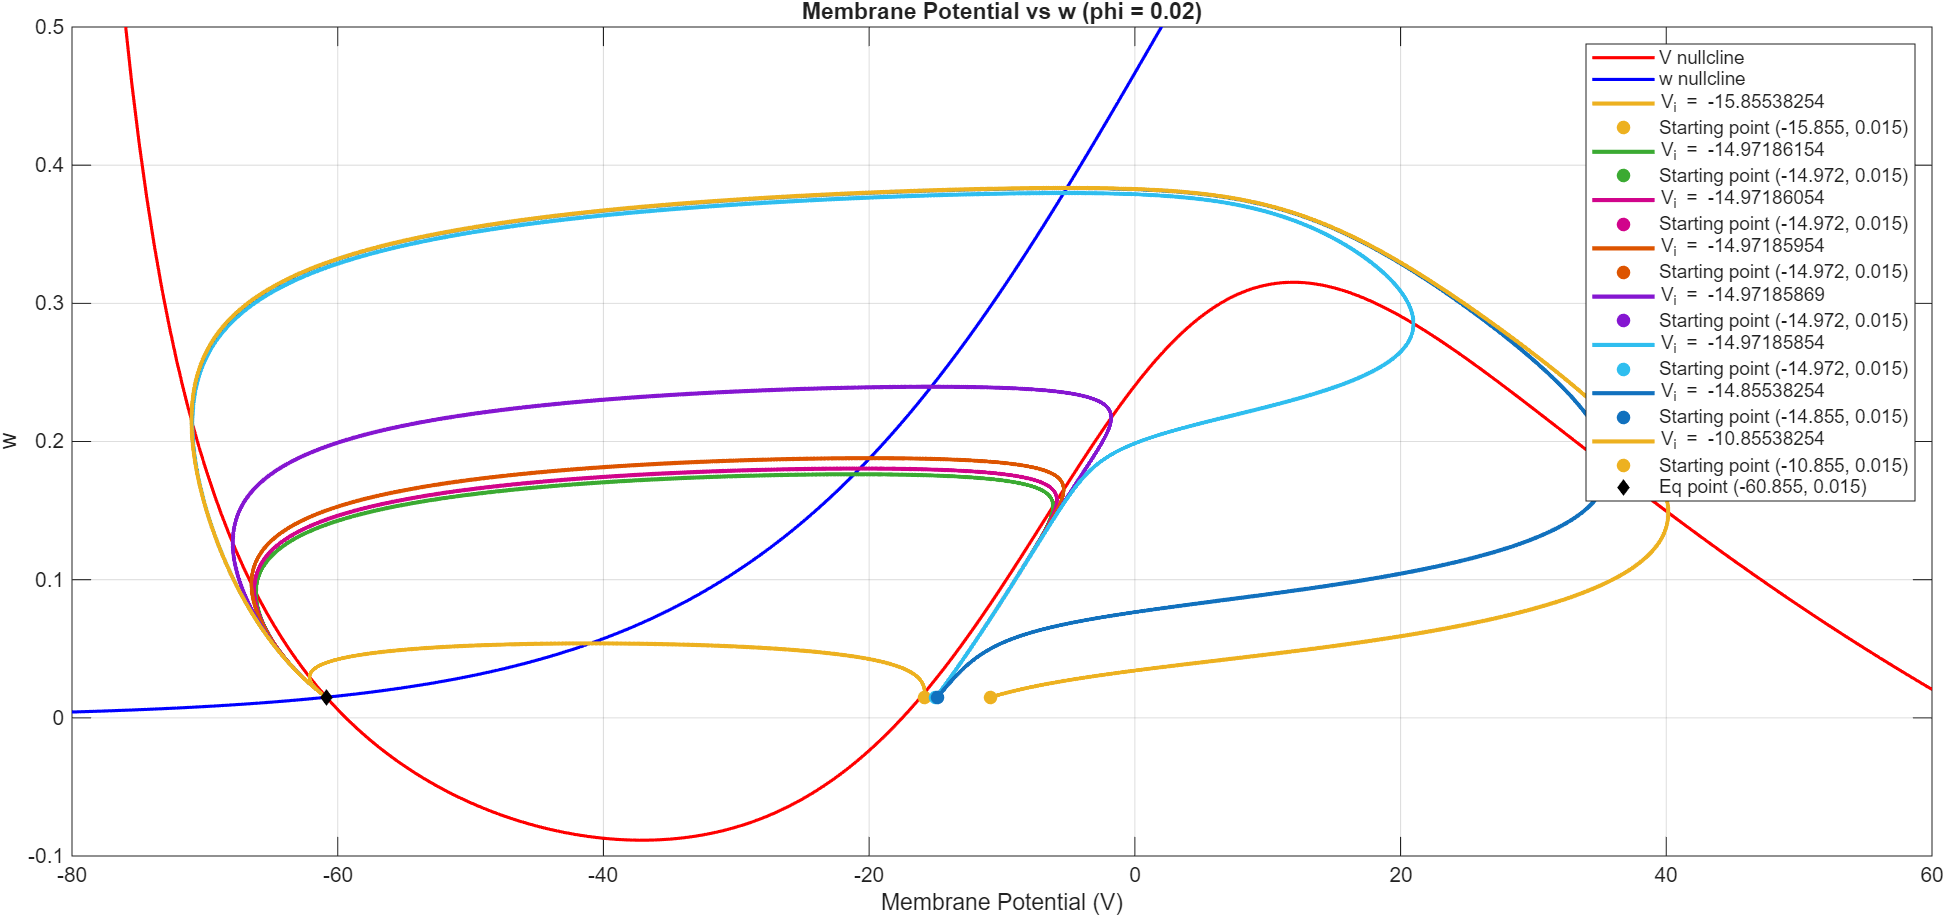 Membrane Potential vs w (phi = 0.02)
0.5
0.4
0.3
0.2
0.1
0
-0.1
w
-80
-60
-40
-20
0
20
40
60
Membrane Potential (V)
V nullcline
w nullcline
V_i = -15.85538254
Starting point (-15.855, 0.015)
V_i = -14.97186154
Starting point (-14.972, 0.015)
V_i = -14.97186054
Starting point (-14.972, 0.015)
V_i = -14.97185954
Starting point (-14.972, 0.015)
V_i = -14.97185869
Starting point (-14.972, 0.015)
V_i = -14.97185854
Starting point (-14.972, 0.015)
V_i = -14.85538254
Starting point (-14.855, 0.015)
V_i = -10.85538254
Starting point (-10.855, 0.015)
Eq point (-60.855, 0.015)